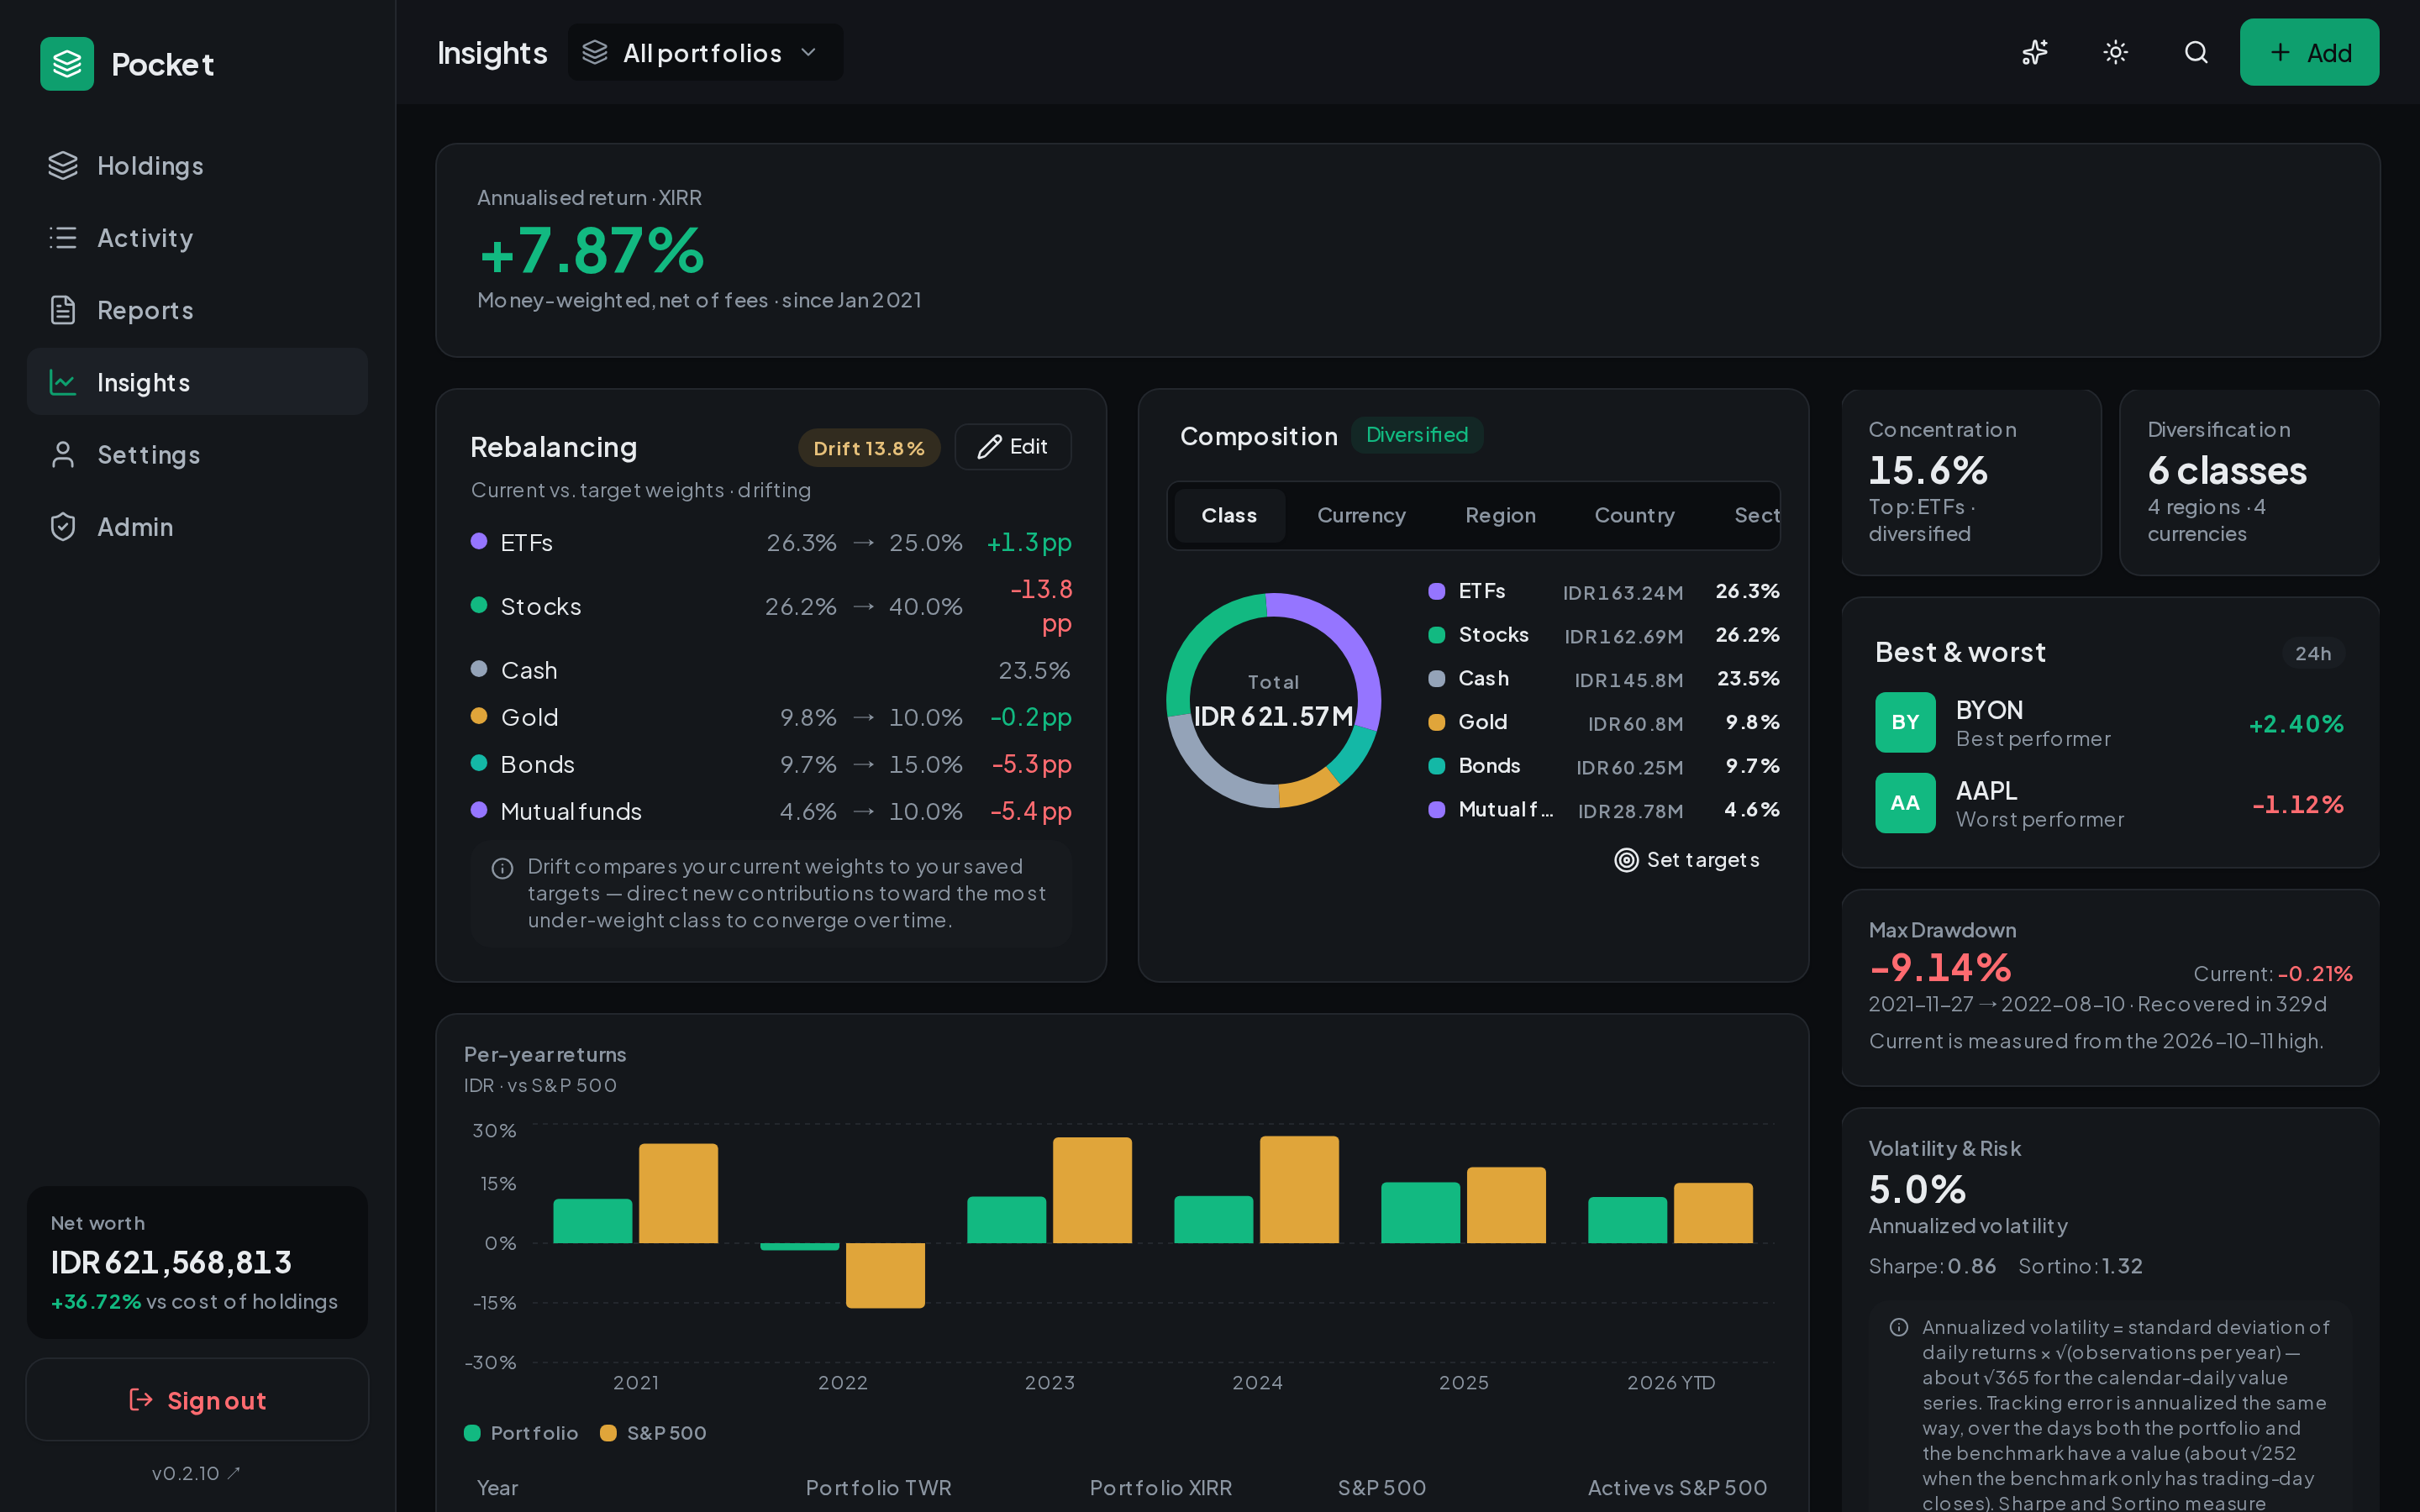 Pocket
Holdings
Activity
Reports
Insights
Settings
Admin
Net worth
IDR 621,568,813
+36.72% vs cost of holdings
Sign out
v0.2.10 ↗
Insights
All portfolios
Add
Annualised return · XIRR
+7.87%
Money-weighted, net of fees · since Jan 2021
Rebalancing
Drift 13.8%
Edit
Current vs. target weights · drifting
ETFs 26.3% → 25.0% +1.3 pp
Stocks 26.2% → 40.0% -13.8 pp
Cash 23.5%
Gold 9.8% → 10.0% -0.2 pp
Bonds 9.7% → 15.0% -5.3 pp
Mutual funds 4.6% → 10.0% -5.4 pp
Drift compares your current weights to your saved
targets — direct new contributions toward the most
under-weight class to converge over time.
Composition
Diversified
Class Currency Region Country Sect
Total
IDR 621.57M
ETFs IDR 163.24M 26.3%
Stocks IDR 162.69M 26.2%
Cash IDR 145.8M 23.5%
Gold IDR 60.8M 9.8%
Bonds IDR 60.25M 9.7%
Mutual f... IDR 28.78M 4.6%
Set targets
Concentration
15.6%
Top: ETFs ·
diversified
Diversification
6 classes
4 regions · 4
currencies
Best & worst
24h
BY
BYON
Best performer
+2.40%
AA
AAPL
Worst performer
-1.12%
Max Drawdown
-9.14%
Current: -0.21%
2021-11-27 → 2022-08-10 · Recovered in 329d
Current is measured from the 2026-10-11 high.
Volatility & Risk
5.0%
Annualized volatility
Sharpe: 0.86 Sortino: 1.32
Annualized volatility = standard deviation of
daily returns × √(observations per year) —
about √365 for the calendar-daily value
series. Tracking error is annualized the same
way, over the days both the portfolio and
the benchmark have a value (about √252
when the benchmark only has trading-day
closes). Sharpe and Sortino measure
Per-year returns
IDR · vs S&P 500
30%
15%
0%
-15%
-30%
2021 2022 2023 2024 2025 2026 YTD
Portfolio S&P 500
Year Portfolio TWR Portfolio XIRR S&P 500 Active vs S&P 500